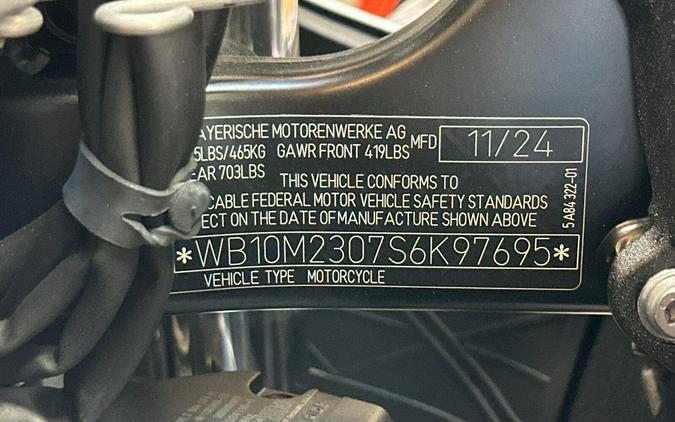 AYERISCHE MOTORENWERKE AG
5LBS/465KG GAWR FRONT 419LBS
MFD 11/24
EAR 703LBS
THIS VEHICLE CONFORMS TO
CABLE FEDERAL MOTOR VEHICLE SAFETY STANDARDS
ECT ON THE DATE OF MANUFACTURE SHOWN ABOVE
5 A84 322-01
*WB10M2307S6K97695*
VEHICLE TYPE MOTORCYCLE